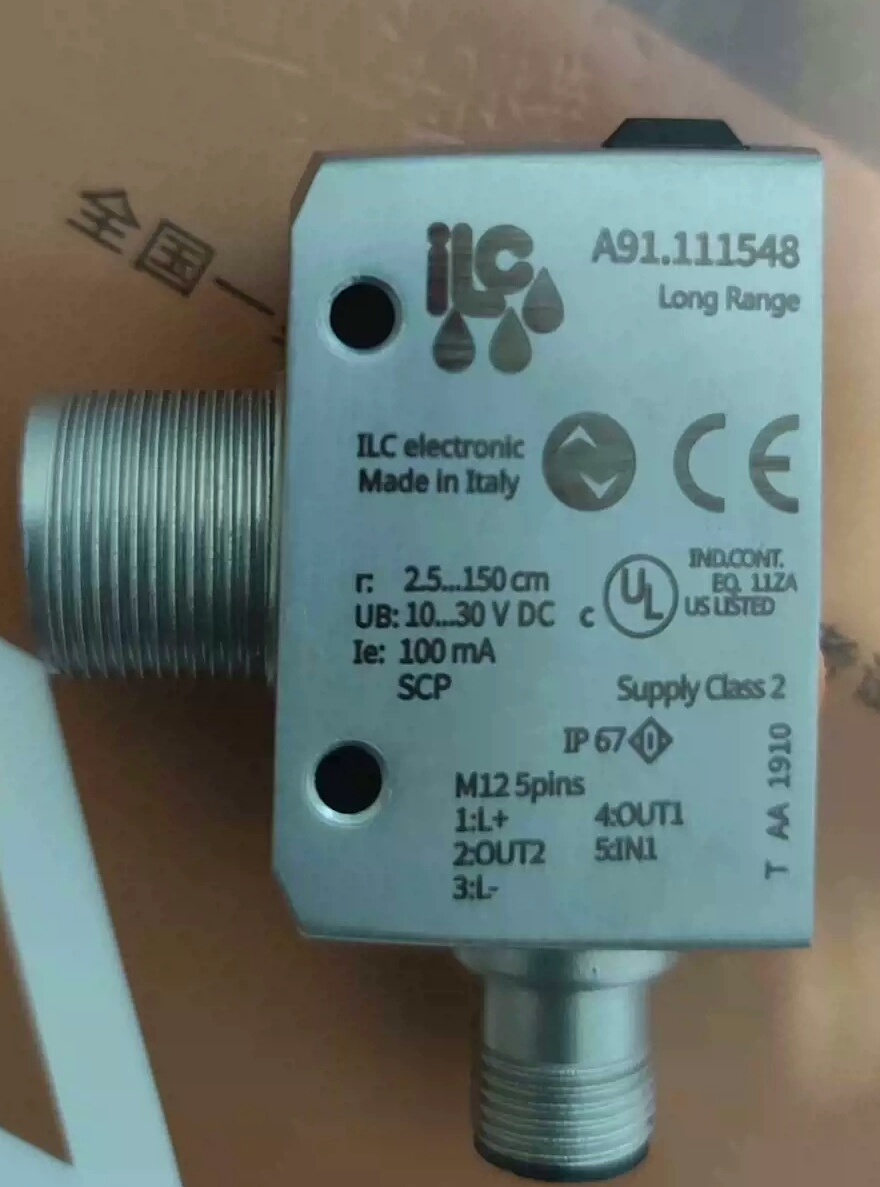 全国一
ILC
A91.111548
Long Range
ILC electronic
Made in Italy
CE
r: 2.5...150 cm
UB: 10...30 V DC
Ie: 100 mA
SCP
c UL
IND.CONT.
EQ. 11ZA
US LISTED
Supply Class 2
IP 67
M12 5pins
1:L+ 4:OUT1
2:OUT2 5:IN1
3:L-
T AA 1910